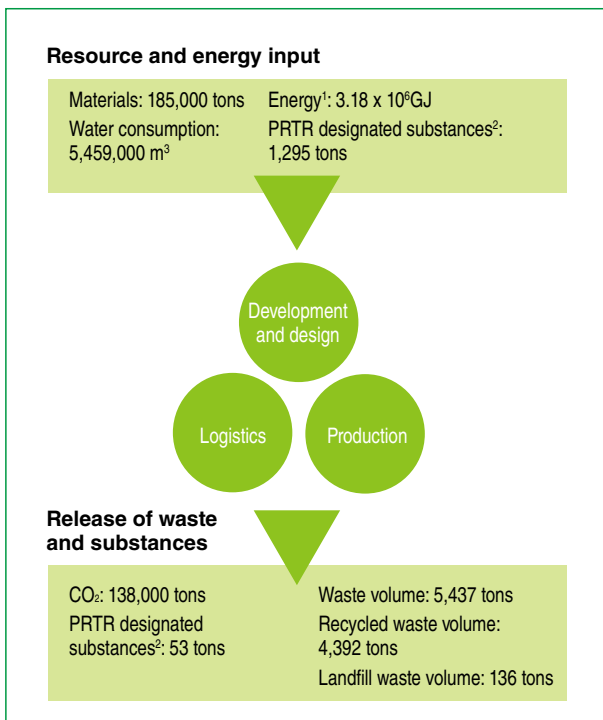 Resource and energy input
Materials: 185,000 tons
Water consumption:
5,459,000 m³
Energy¹: 3.18 x 10⁶GJ
PRTR designated substances²:
1,295 tons
Development
and design
Logistics
Production
Release of waste
and substances
CO₂: 138,000 tons
PRTR designated
substances²: 53 tons
Waste volume: 5,437 tons
Recycled waste volume:
4,392 tons
Landfill waste volume: 136 tons